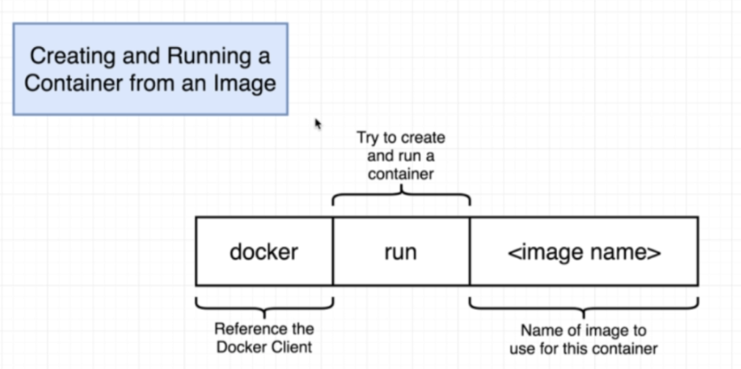 Creating and Running a
Container from an Image
Try to create
and run a
container
docker
run
<image name>
Reference the
Docker Client
Name of image to
use for this container